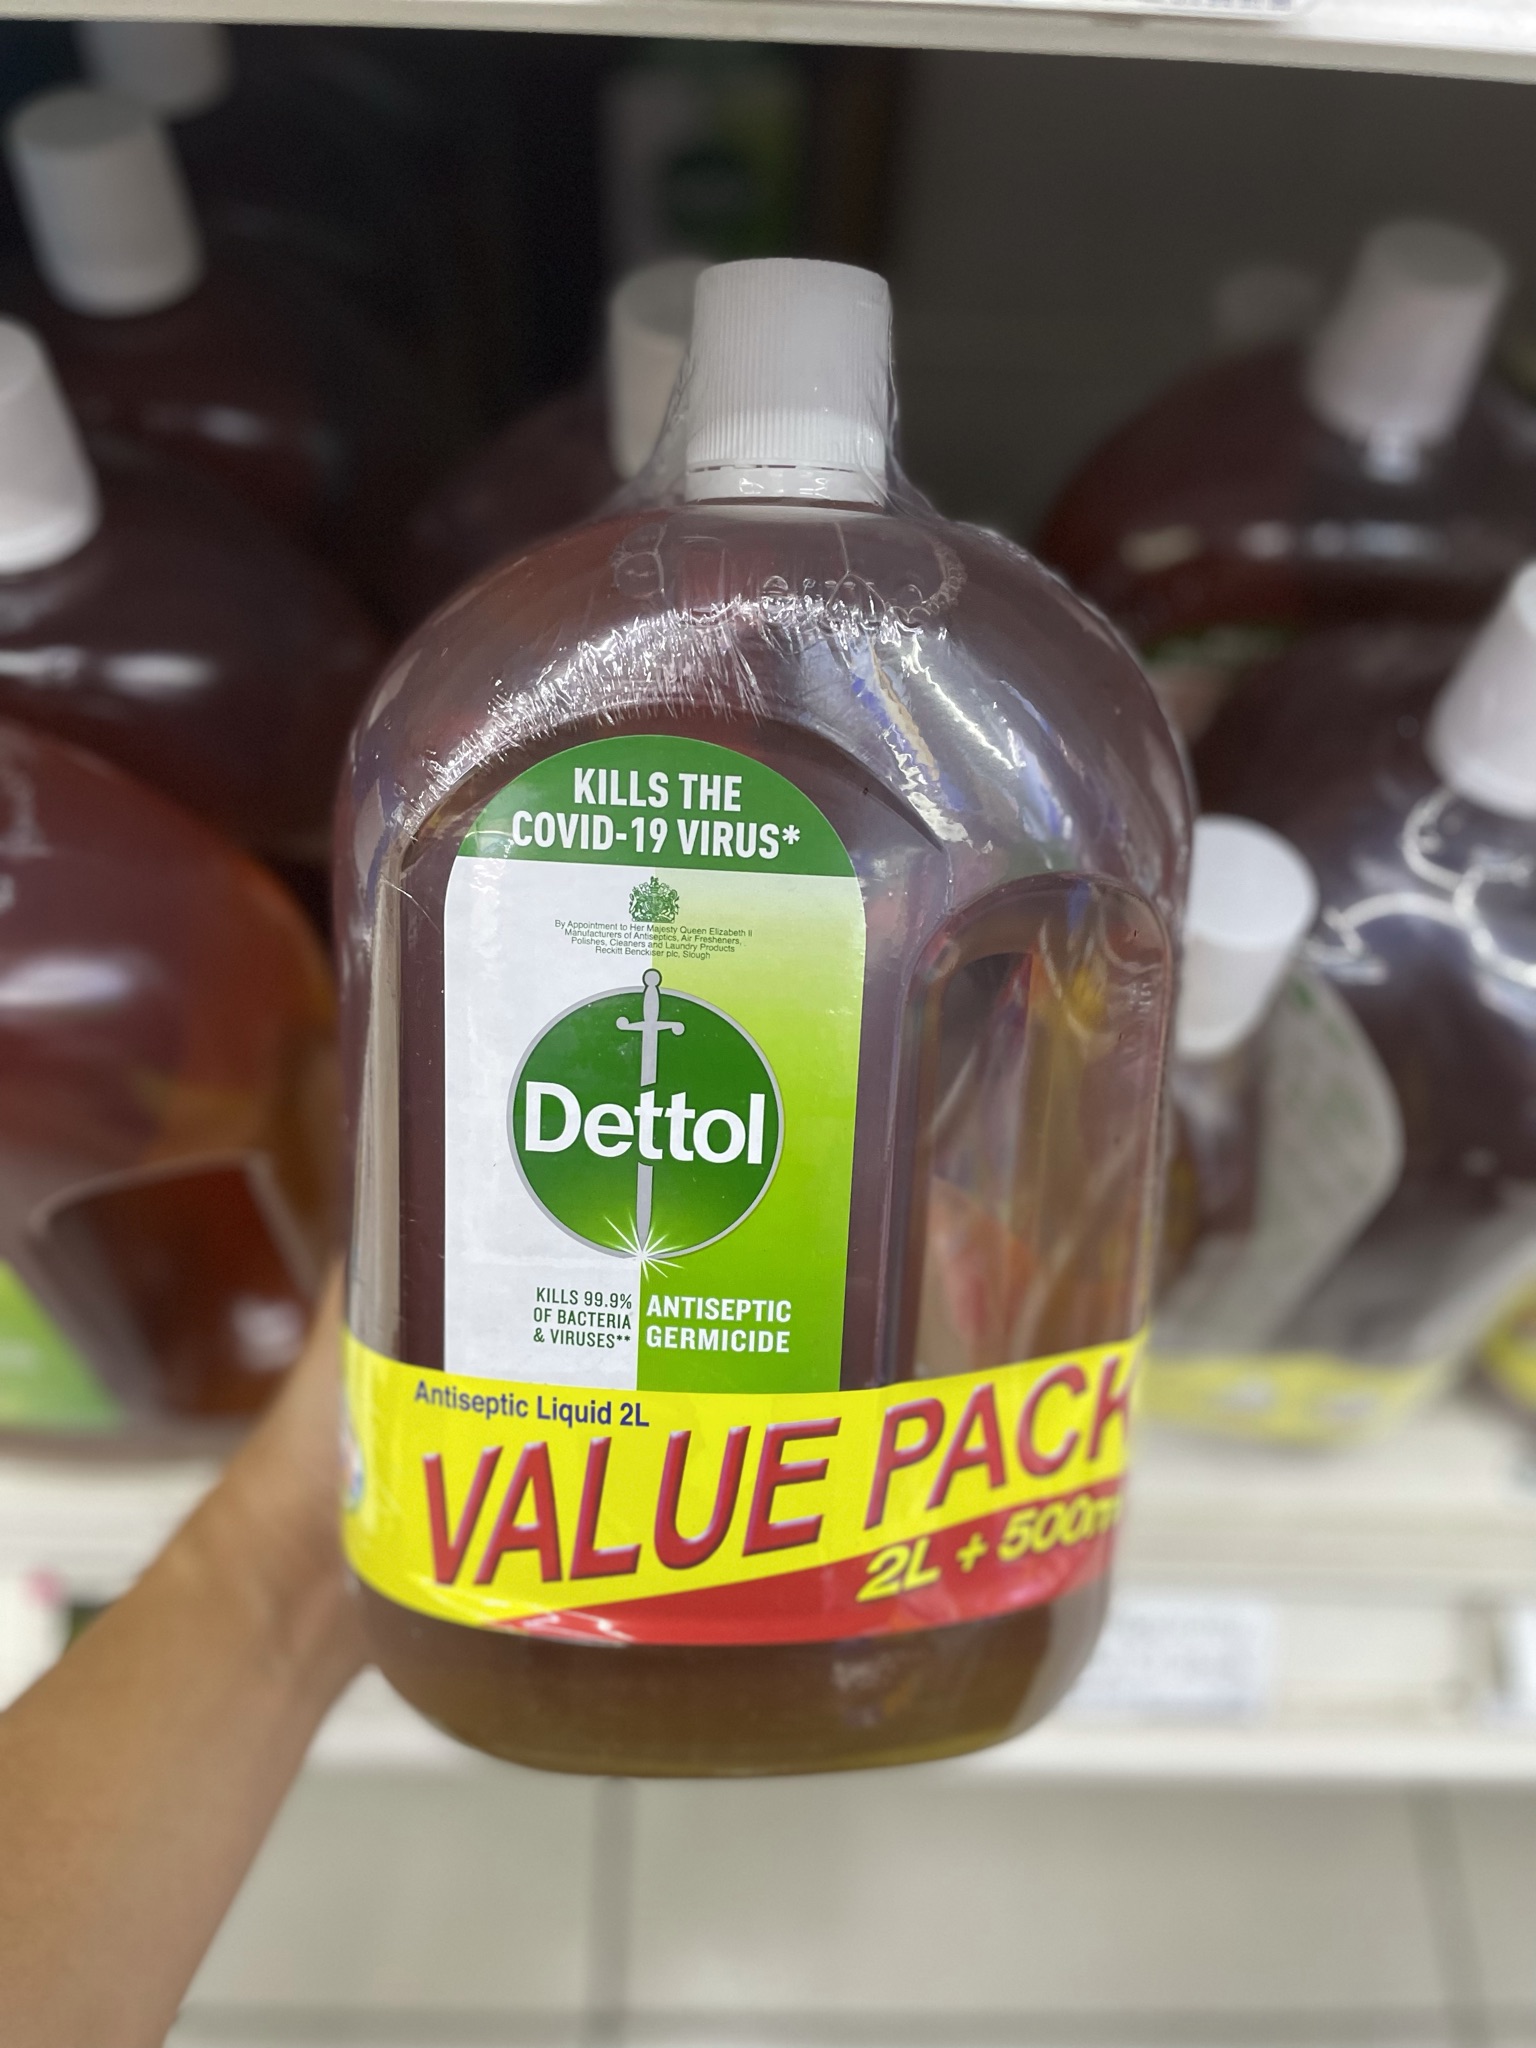 KILLS THE
COVID-19 VIRUS*
By Appointment to Her Majesty Queen Elizabeth II
Manufacturers of Antiseptics, Air Fresheners,
Polishes, Cleaners and Laundry Products
Reckitt Benckiser plc, Slough
Dettol
KILLS 99.9%
OF BACTERIA
& VIRUSES**
ANTISEPTIC
GERMICIDE
Antiseptic Liquid 2L
VALUE PACK
2L + 500m